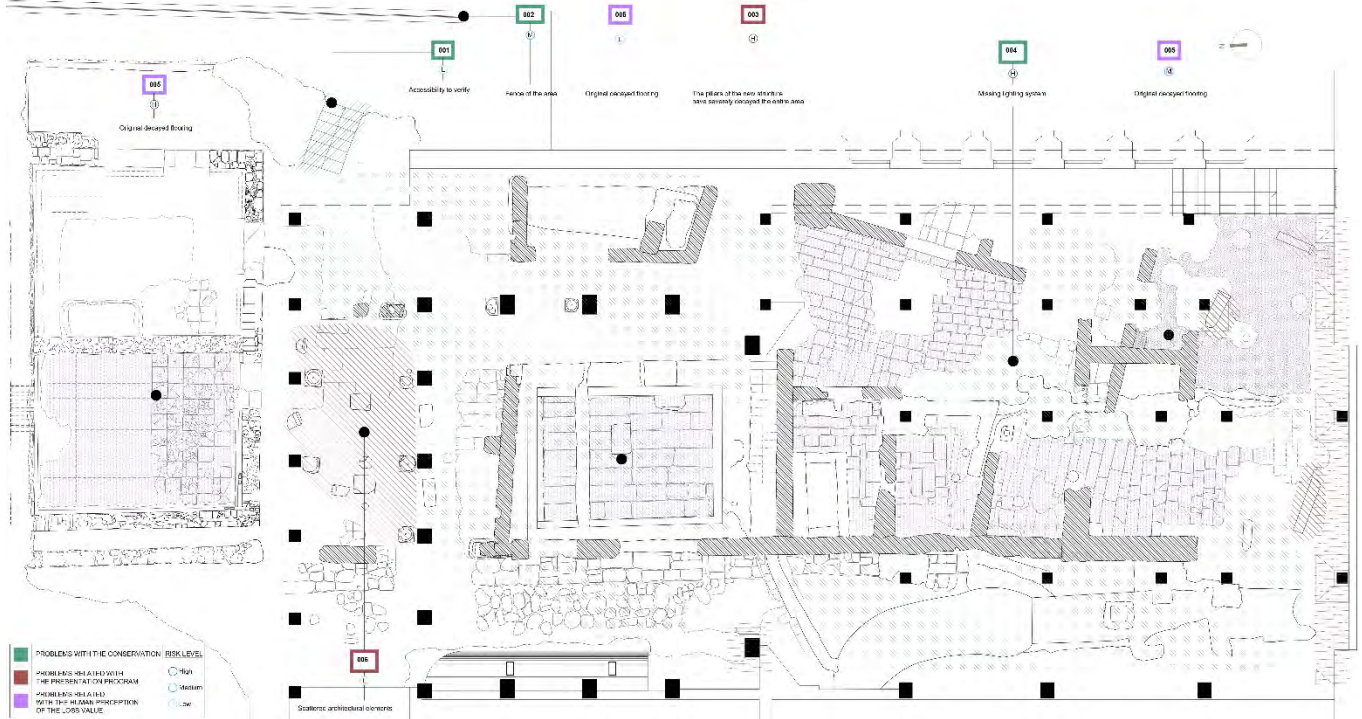 002
005
003
M
L
H
001
L
004
H
005
M
005
Accessibility to verify
Fence of the area
Original decayed flooring
The pillars of the new structure
have severely decayed the entire area
Missing lighting system
Original decayed flooring
Original decayed flooring
006
L
Scattered architectural elements
PROBLEMS WITH THE CONSERVATION
PROBLEMS RELATED WITH
THE PRESENTATION PROGRAM
PROBLEMS RELATED
WITH THE HUMAN PERCEPTION
OF THE LOSS VALUE
RISK LEVEL
High
Medium
Low